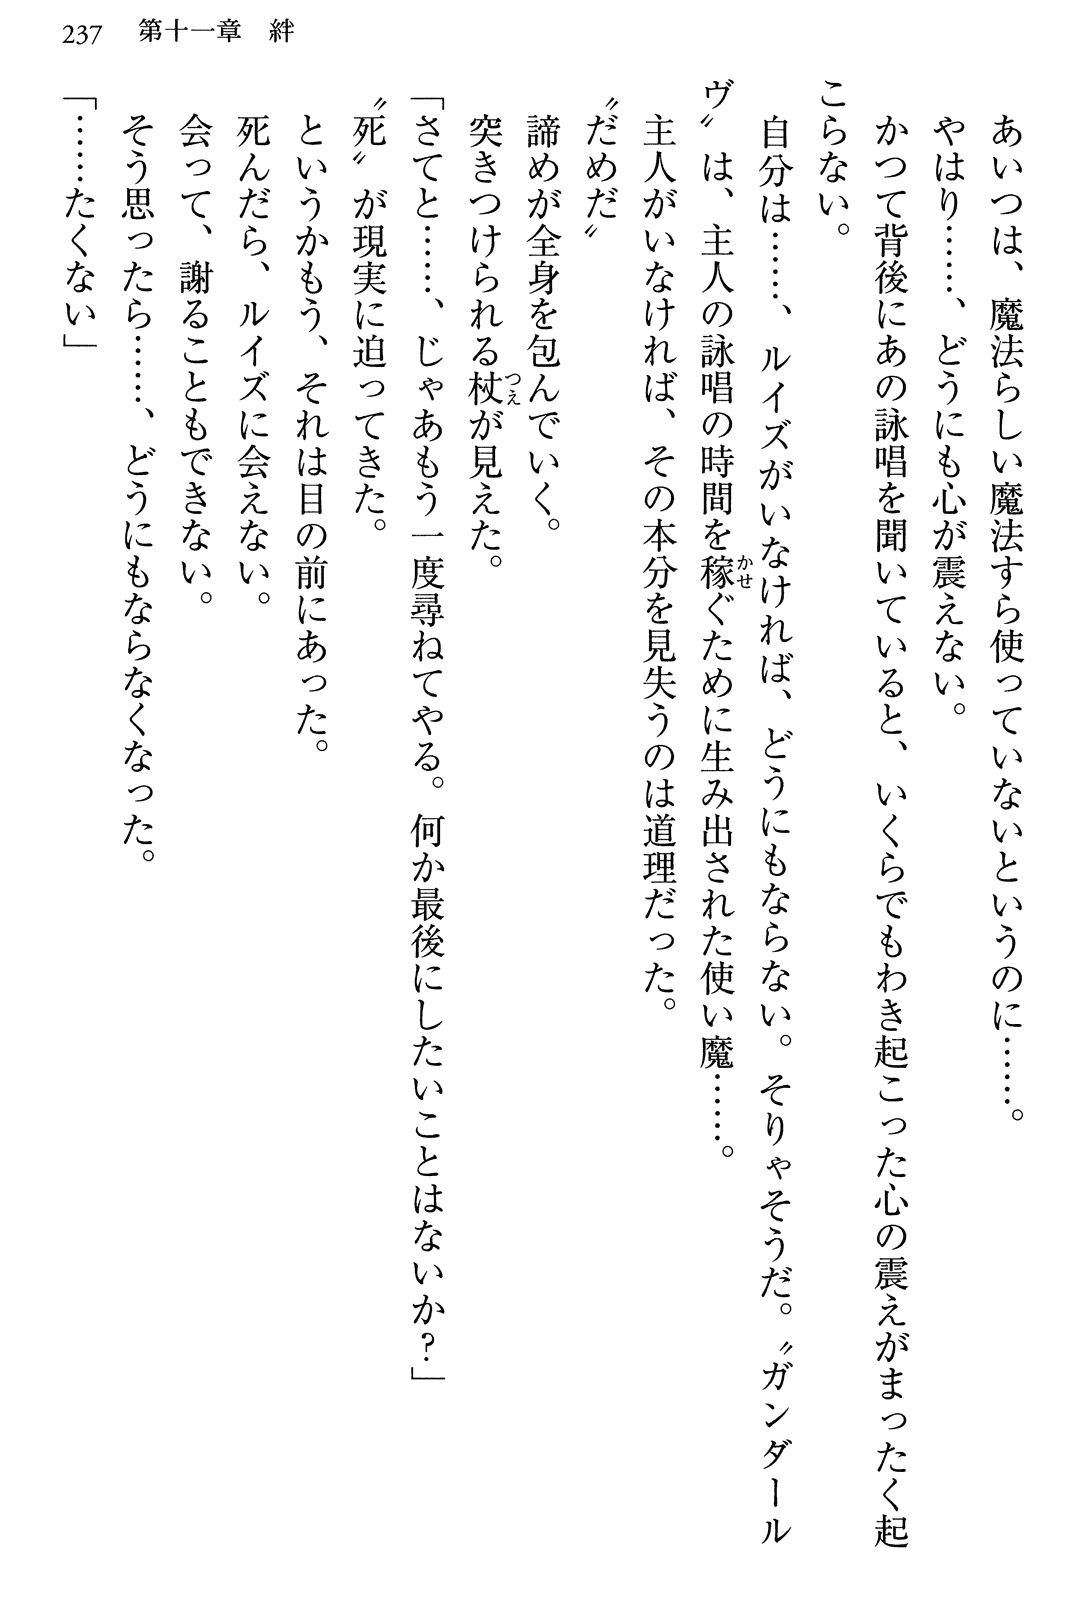 237　第十一章　絆
あいつは、魔法らしい魔法すら使っていないというのに……。
やはり……、どうにも心が震えない。
かつて背後にあの詠唱を聞いていると、いくらでもわき起こった心の震えがまったく起
こらない。
自分は……、ルイズがいなければ、どうにもならない。そりゃそうだ。〝ガンダール
ヴ〟は、主人の詠唱の時間を稼ぐために生み出された使い魔……。
主人がいなければ、その本分を見失うのは道理だった。
〝だめだ〟
諦めが全身を包んでいく。
突きつけられる杖が見えた。
「さてと……、じゃあもう一度尋ねてやる。何か最後にしたいことはないか？」
〝死〟が現実に迫ってきた。
というかもう、それは目の前にあった。
死んだら、ルイズに会えない。
会って、謝ることもできない。
そう思ったら……、どうにもならなくなった。
「……たくない」